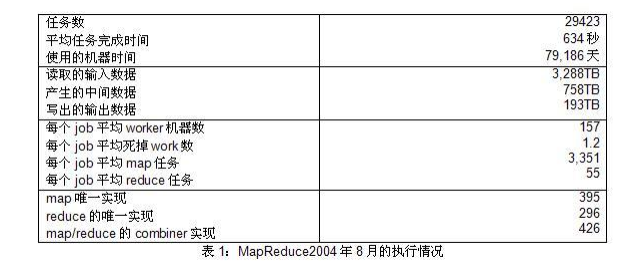 任务数 29423
平均任务完成时间 634 秒
使用的机器时间 79,186 天
读取的输入数据 3,288TB
产生的中间数据 758TB
写出的输出数据 193TB
每个 job 平均 worker 机器数 157
每个 job 平均死掉 work 数 1.2
每个 job 平均 map 任务 3,351
每个 job 平均 reduce 任务 55
map 唯一实现 395
reduce 的唯一实现 296
map/reduce 的 combiner 实现 426
表 1：MapReduce2004 年 8 月的执行情况